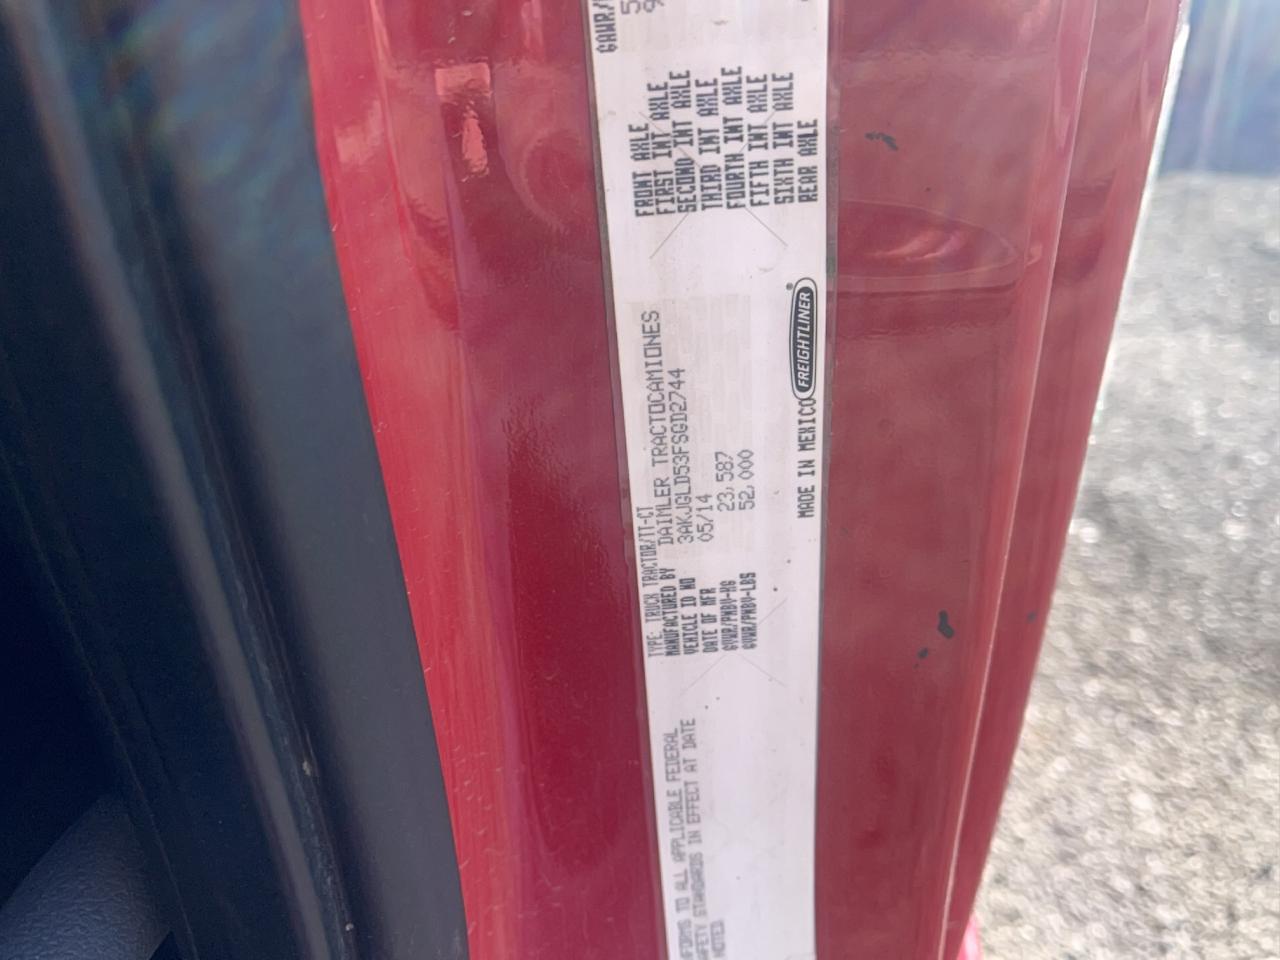 TYPE: TRUCK TRACTOR/TT-CT
MANUFACTURED BY DAIMLER TRACTOCAMIONES
VEHICLE ID NO 3AKJGLD53FSGD2744
DATE OF MFR 05/14
GVWR/PNBV-KG 23,587
GVWR/PNBV-LBS 52,000
MADE IN MEXICO
FREIGHTLINER®
FRONT AXLE
FIRST INT AXLE
SECOND INT AXLE
THIRD INT AXLE
FOURTH INT AXLE
FIFTH INT AXLE
SIXTH INT AXLE
REAR AXLE
GAWR/
TO ALL APPLICABLE FEDERAL
STANDARDS IN EFFECT AT DATE
NOTED